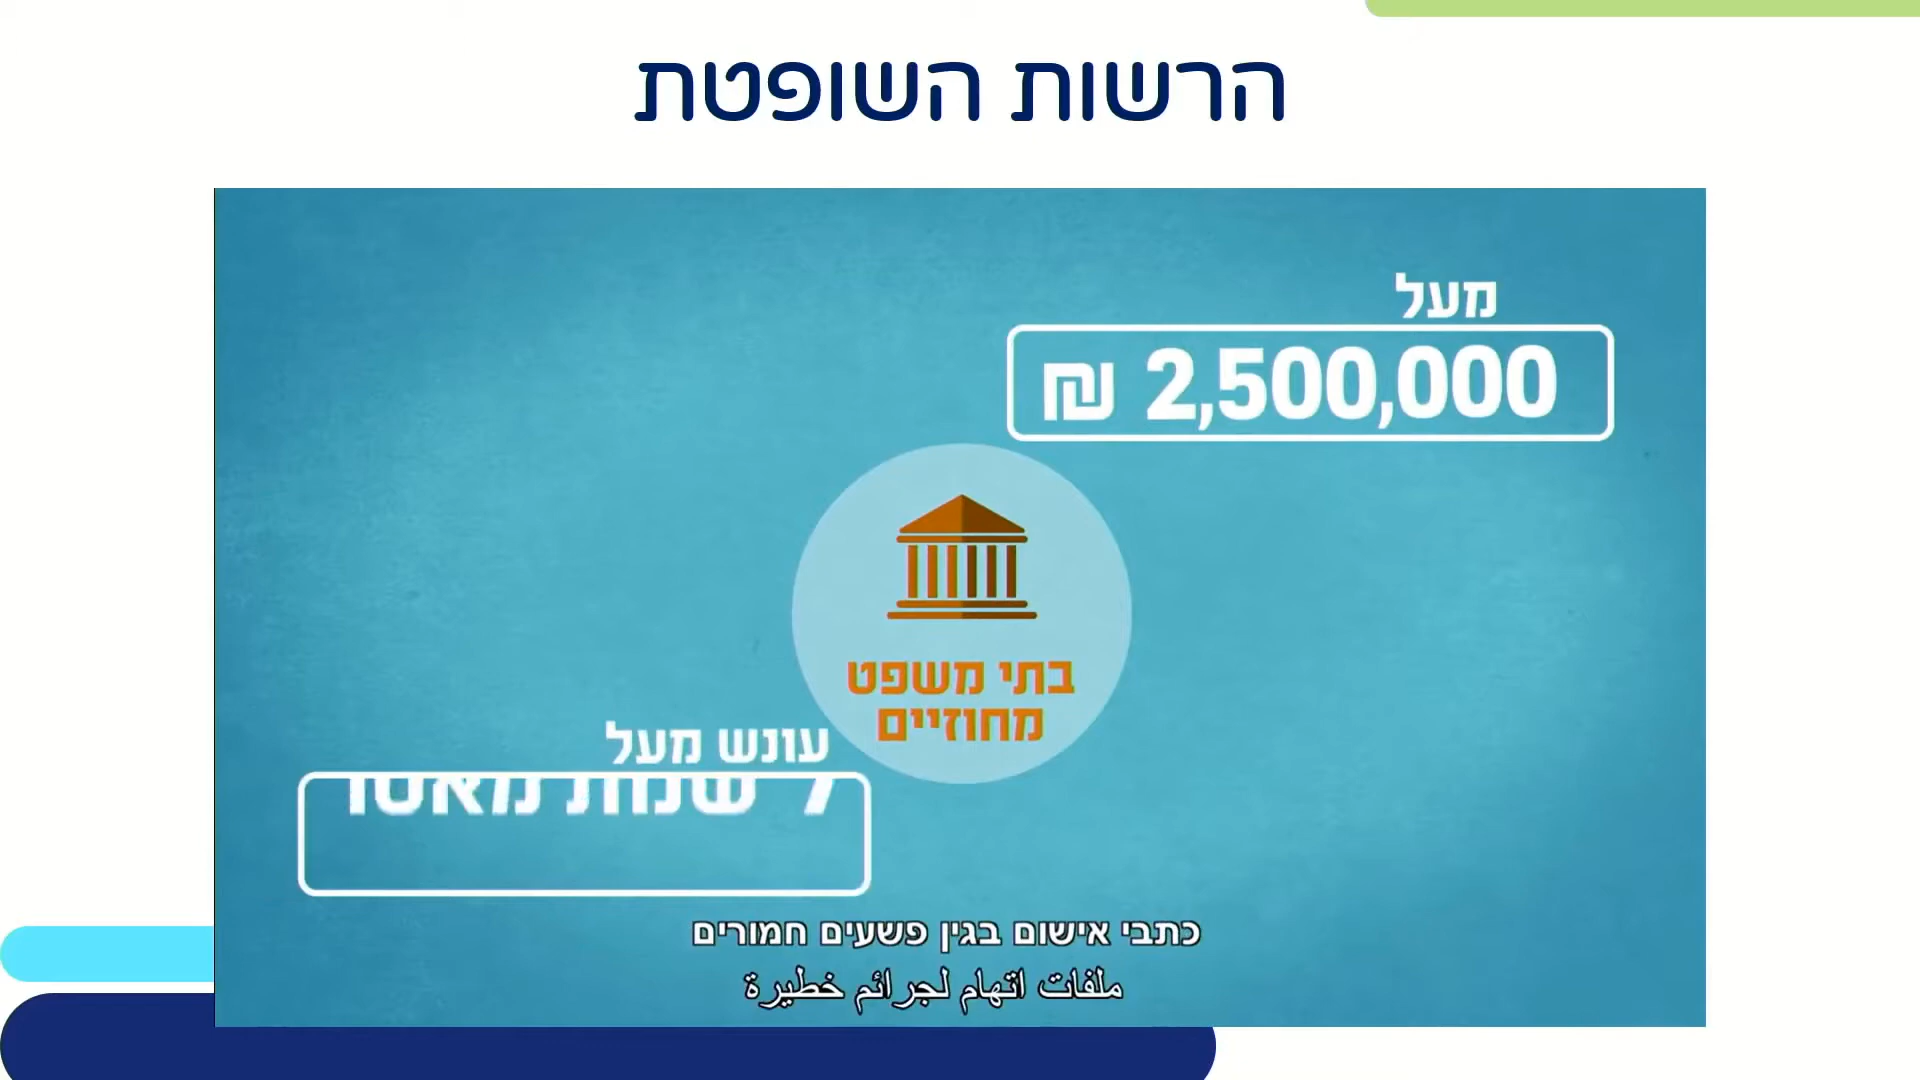 הרשות השופטת
מעל
2,500,000 ₪
בתי משפט
מחוזיים
עונש מעל
7 שנות מאסר
כתבי אישום בגין פשעים חמורים
ملفات اتهام لجرائم خطيرة